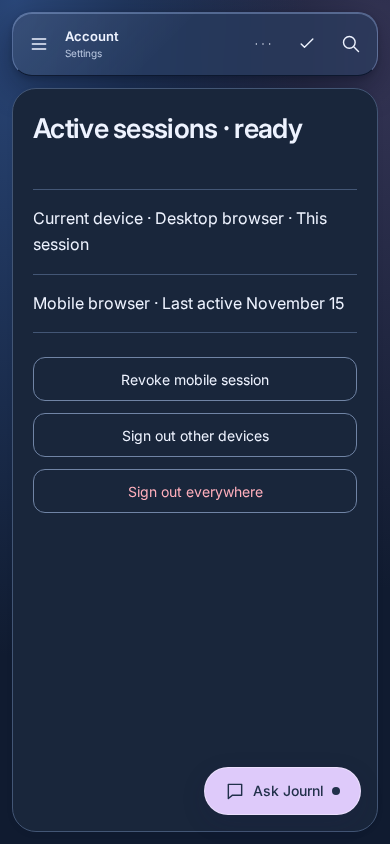 Account
Settings
Active sessions · ready
Current device · Desktop browser · This
session
Mobile browser · Last active November 15
Revoke mobile session
Sign out other devices
Sign out everywhere
Ask Journl